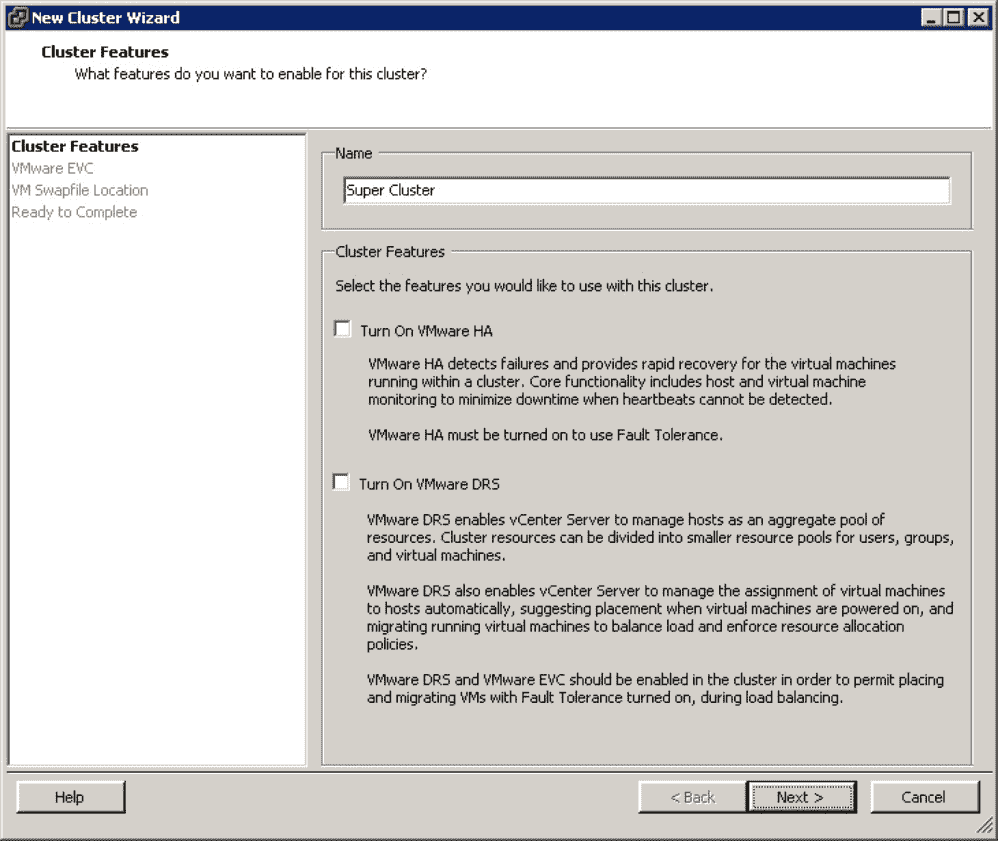 New Cluster Wizard
Cluster Features
What features do you want to enable for this cluster?
Cluster Features
VMware EVC
VM Swapfile Location
Ready to Complete
Name
Super Cluster
Cluster Features
Select the features you would like to use with this cluster.
Turn On VMware HA
VMware HA detects failures and provides rapid recovery for the virtual machines
running within a cluster. Core functionality includes host and virtual machine
monitoring to minimize downtime when heartbeats cannot be detected.
VMware HA must be turned on to use Fault Tolerance.
Turn On VMware DRS
VMware DRS enables vCenter Server to manage hosts as an aggregate pool of
resources. Cluster resources can be divided into smaller resource pools for users, groups,
and virtual machines.
VMware DRS also enables vCenter Server to manage the assignment of virtual machines
to hosts automatically, suggesting placement when virtual machines are powered on, and
migrating running virtual machines to balance load and enforce resource allocation
policies.
VMware DRS and VMware EVC should be enabled in the cluster in order to permit placing
and migrating VMs with Fault Tolerance turned on, during load balancing.
Help
< Back
Next >
Cancel